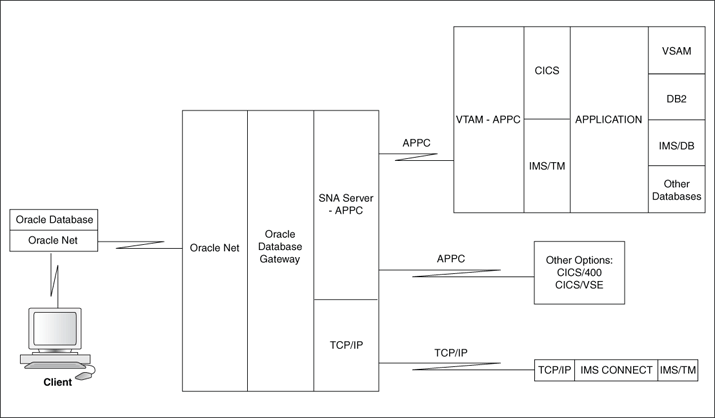 Oracle Database
Oracle Net
Client
Oracle Net
Oracle
Database
Gateway
SNA Server
- APPC
TCP/IP
APPC
VTAM - APPC
CICS
IMS/TM
APPLICATION
VSAM
DB2
IMS/DB
Other
Databases
APPC
Other Options:
CICS/400
CICS/VSE
TCP/IP
TCP/IP
IMS CONNECT
IMS/TM